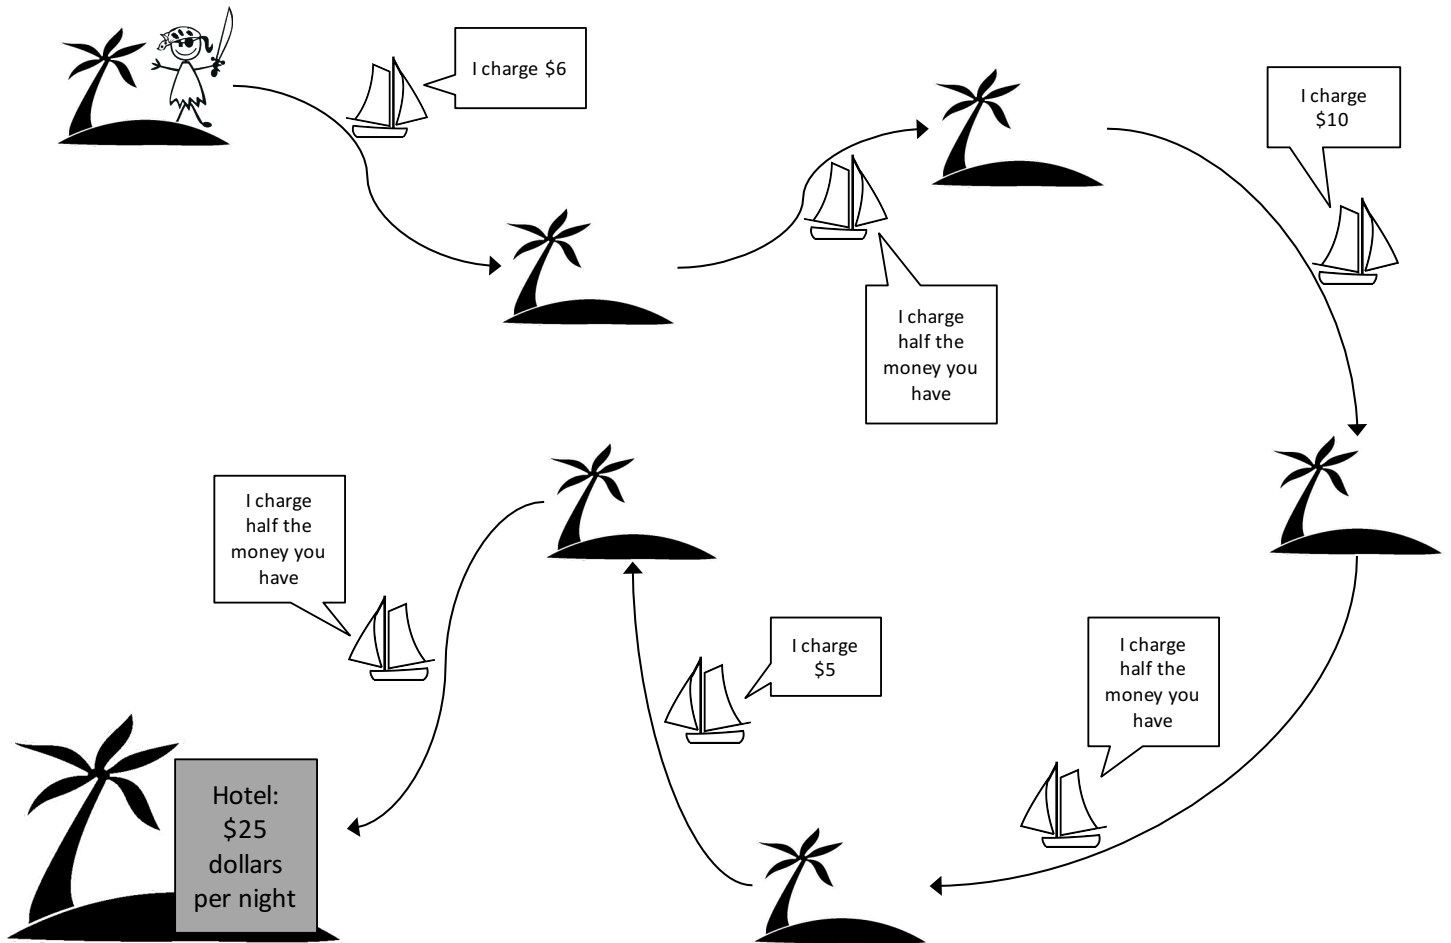 I charge $6
I charge
$10
I charge
half the
money you
have
I charge
half the
money you
have
I charge
$5
I charge
half the
money you
have
Hotel:
$25
dollars
per night